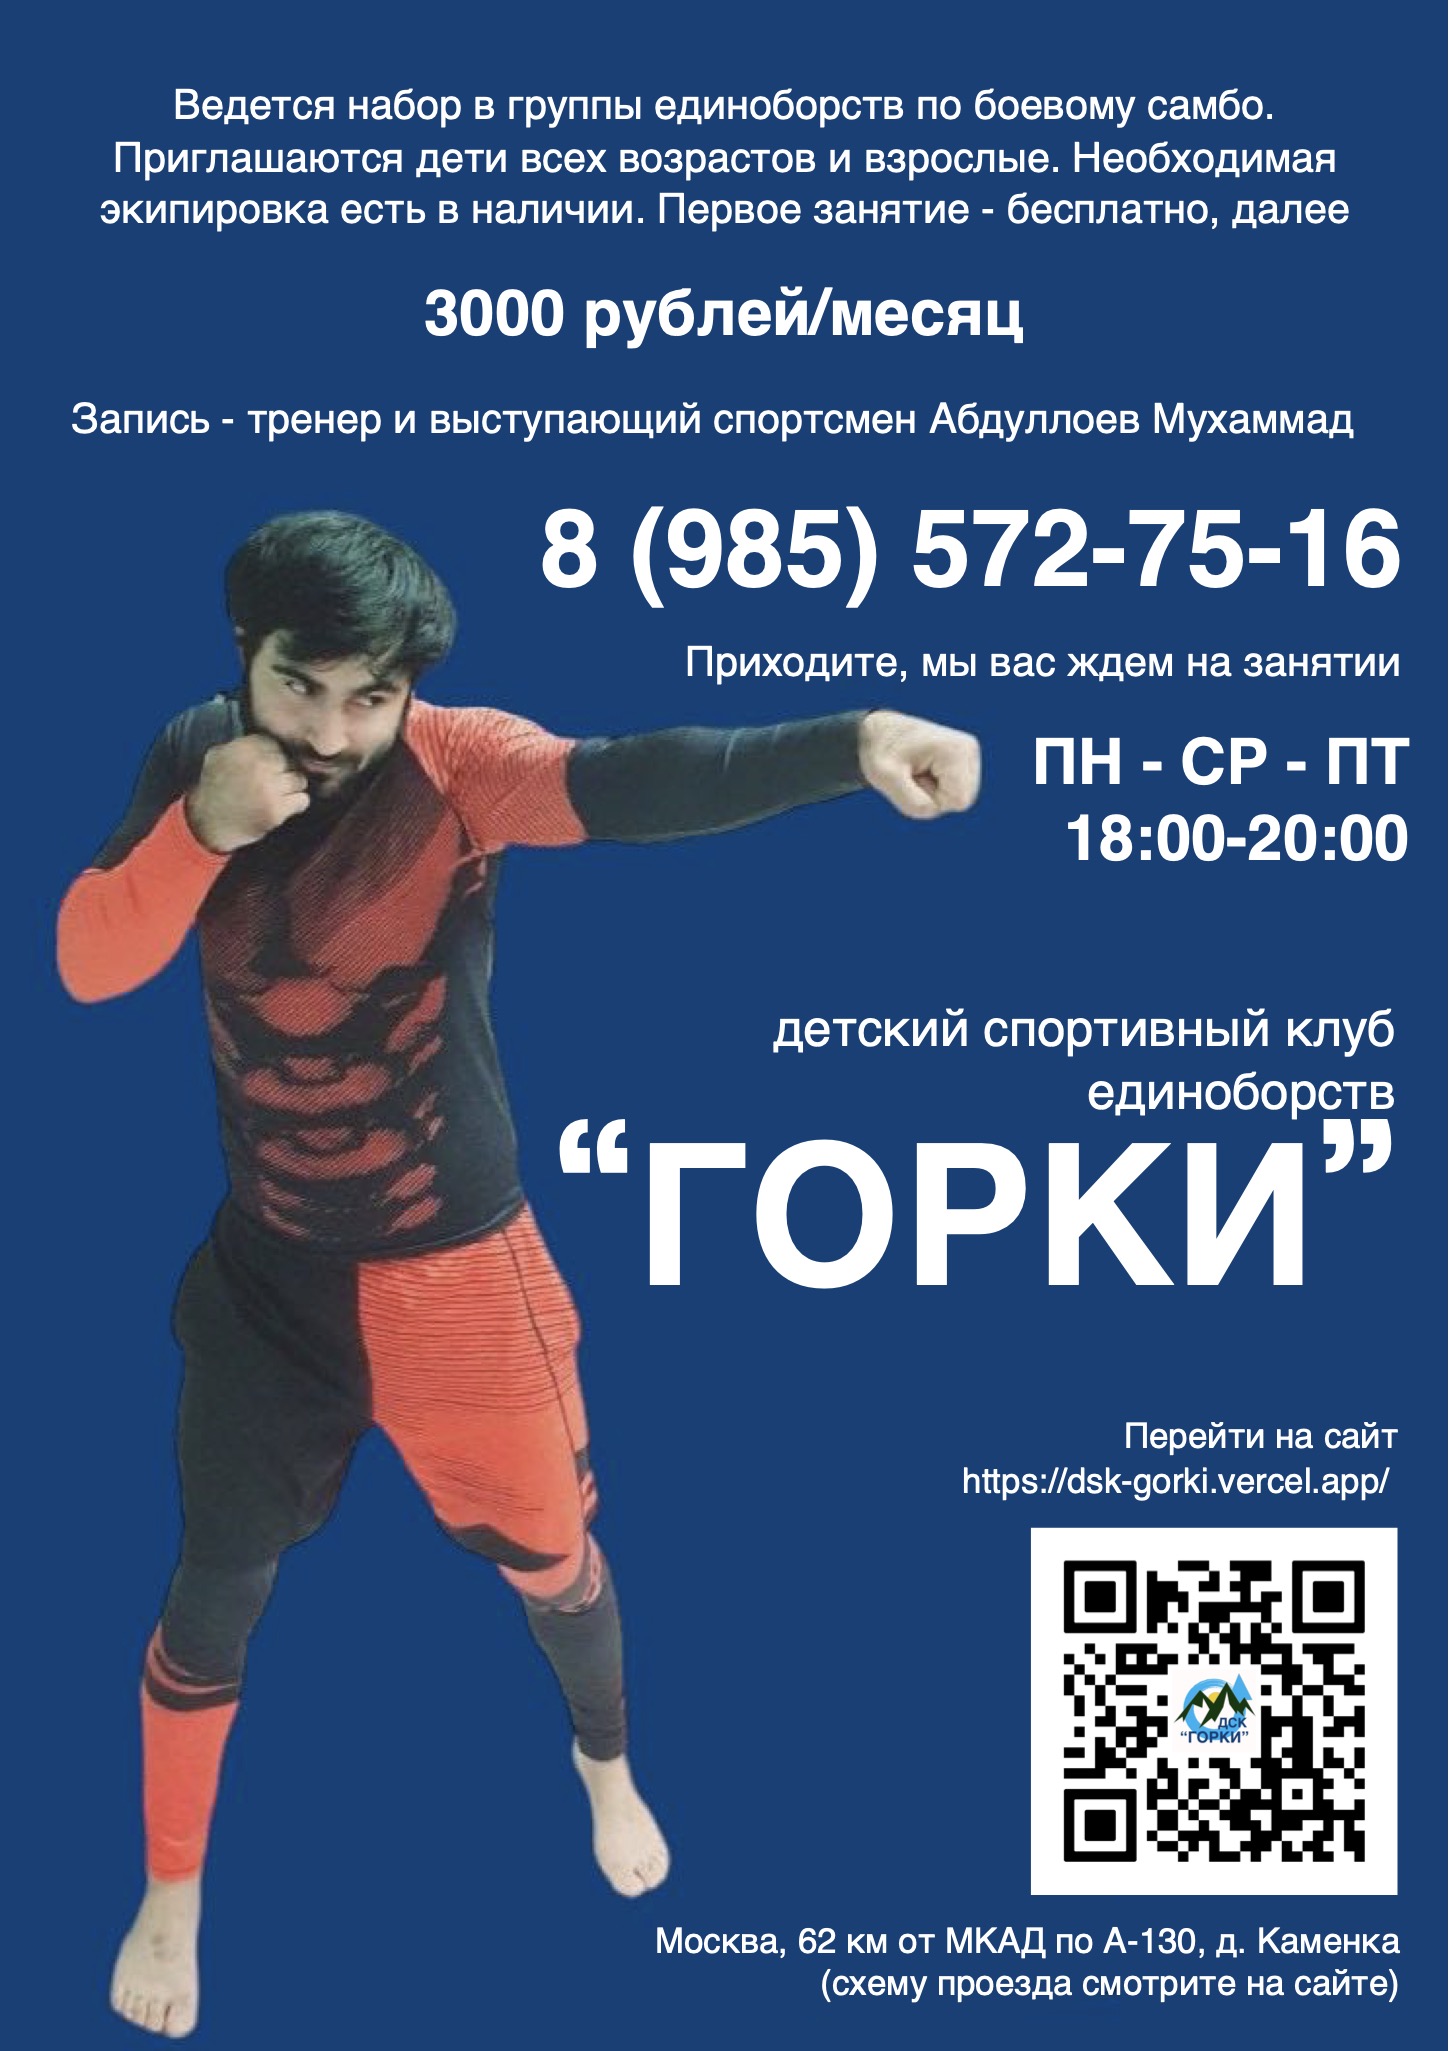 Ведется набор в группы единоборств по боевому самбо.
Приглашаются дети всех возрастов и взрослые. Необходимая
экипировка есть в наличии. Первое занятие - бесплатно, далее
3000 рублей/месяц
Запись - тренер и выступающий спортсмен Абдуллоев Мухаммад
8 (985) 572-75-16
Приходите, мы вас ждем на занятии
ПН - СР - ПТ
18:00-20:00
детский спортивный клуб
единоборств
“ГОРКИ”
Перейти на сайт
https://dsk-gorki.vercel.app/
ДСК
“ГОРКИ”
Москва, 62 км от МКАД по А-130, д. Каменка
(схему проезда смотрите на сайте)